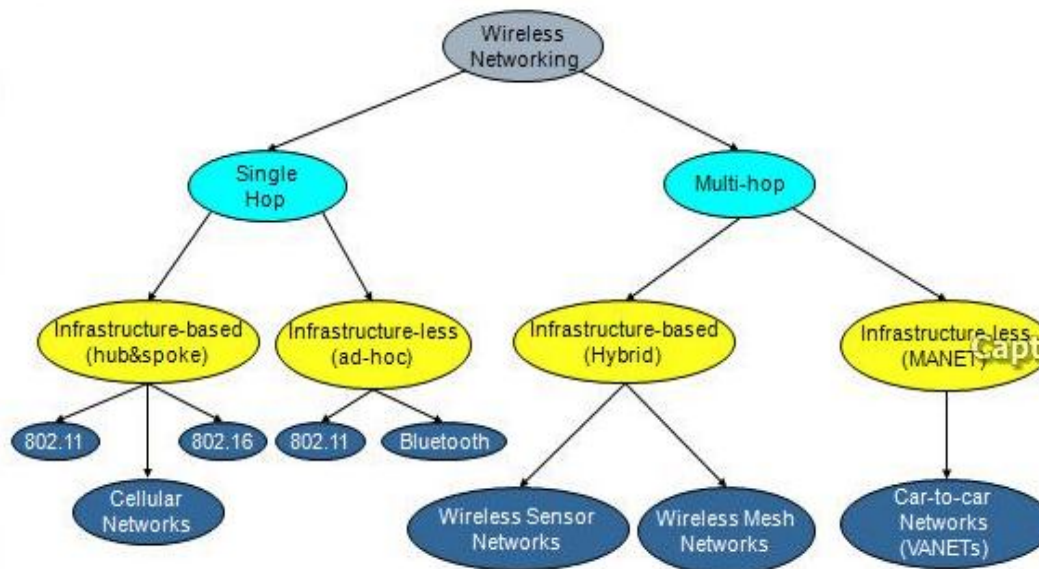 Wireless
Networking
Single
Hop
Multi-hop
Infrastructure-based
(hub&spoke)
Infrastructure-less
(ad-hoc)
Infrastructure-based
(Hybrid)
Infrastructure-less
(MANET)
Capt
802.11
802.16
802.11
Bluetooth
Cellular
Networks
Wireless Sensor
Networks
Wireless Mesh
Networks
Car-to-car
Networks
(VANETs)